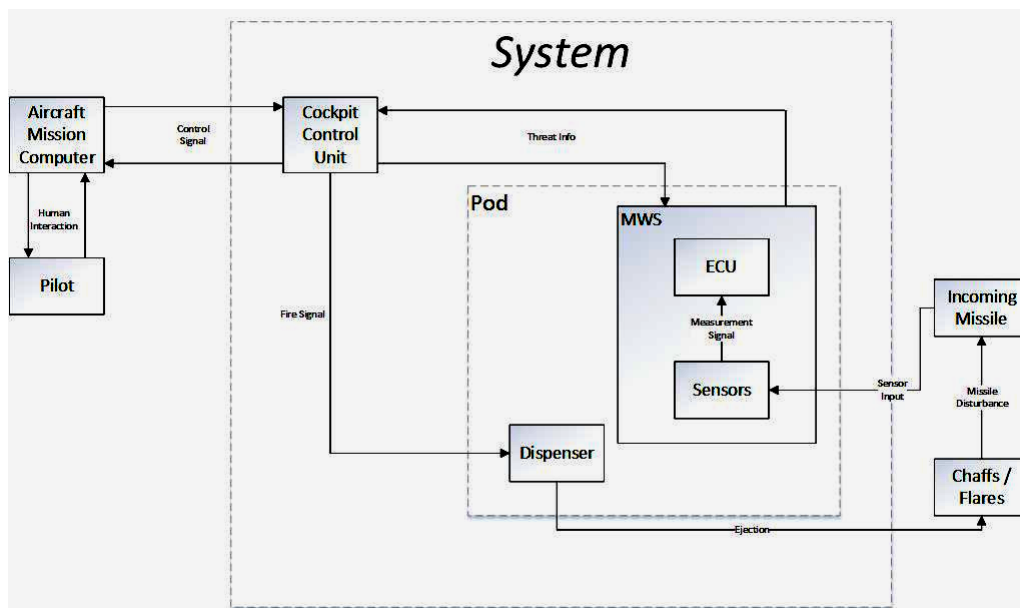 System
Aircraft
Mission
Computer
Control
Signal
Cockpit
Control
Unit
Threat Info
Human
Interaction
Pilot
Pod
MWS
ECU
Measurement
Signal
Sensors
Fire Signal
Incoming
Missile
Sensor
Input
Missile
Disturbance
Dispenser
Chaffs /
Flares
Ejection